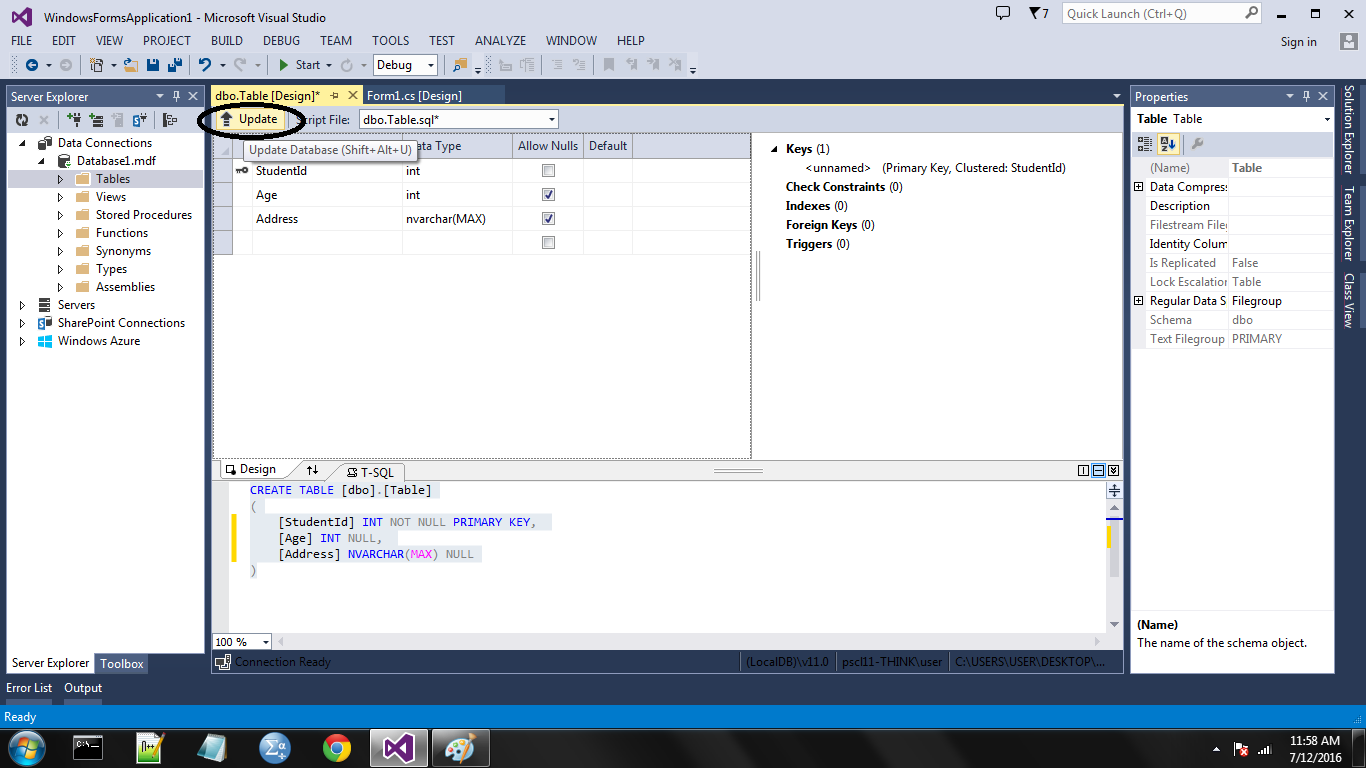 WindowsFormsApplication1 - Microsoft Visual Studio
7
Quick Launch (Ctrl+Q)
FILE EDIT VIEW PROJECT BUILD DEBUG TEAM TOOLS TEST ANALYZE WINDOW HELP
Sign in
Start
Debug
Server Explorer
Data Connections
Database1.mdf
Tables
Views
Stored Procedures
Functions
Synonyms
Types
Assemblies
Servers
SharePoint Connections
Windows Azure
Server Explorer Toolbox
dbo.Table [Design]* Form1.cs [Design]
Update Script File: dbo.Table.sql*
Update Database (Shift+Alt+U)
Data Type Allow Nulls Default
StudentId int
Age int
Address nvarchar(MAX)
Keys (1)
<unnamed> (Primary Key, Clustered: StudentId)
Check Constraints (0)
Indexes (0)
Foreign Keys (0)
Triggers (0)
Design T-SQL
CREATE TABLE [dbo].[Table]
(
[StudentId] INT NOT NULL PRIMARY KEY,
[Age] INT NULL,
[Address] NVARCHAR(MAX) NULL
)
100 %
Connection Ready
(LocalDB)\v11.0 pscl11-THINK\user C:\USERS\USER\DESKTOP\...
Properties
Table Table
(Name) Table
Data Compress
Description
Filestream Fileg
Identity Colum
Is Replicated False
Lock Escalation Table
Regular Data S Filegroup
Schema dbo
Text Filegroup PRIMARY
(Name)
The name of the schema object.
Solution Explorer
Team Explorer
Class View
Error List Output
Ready
11:58 AM
7/12/2016